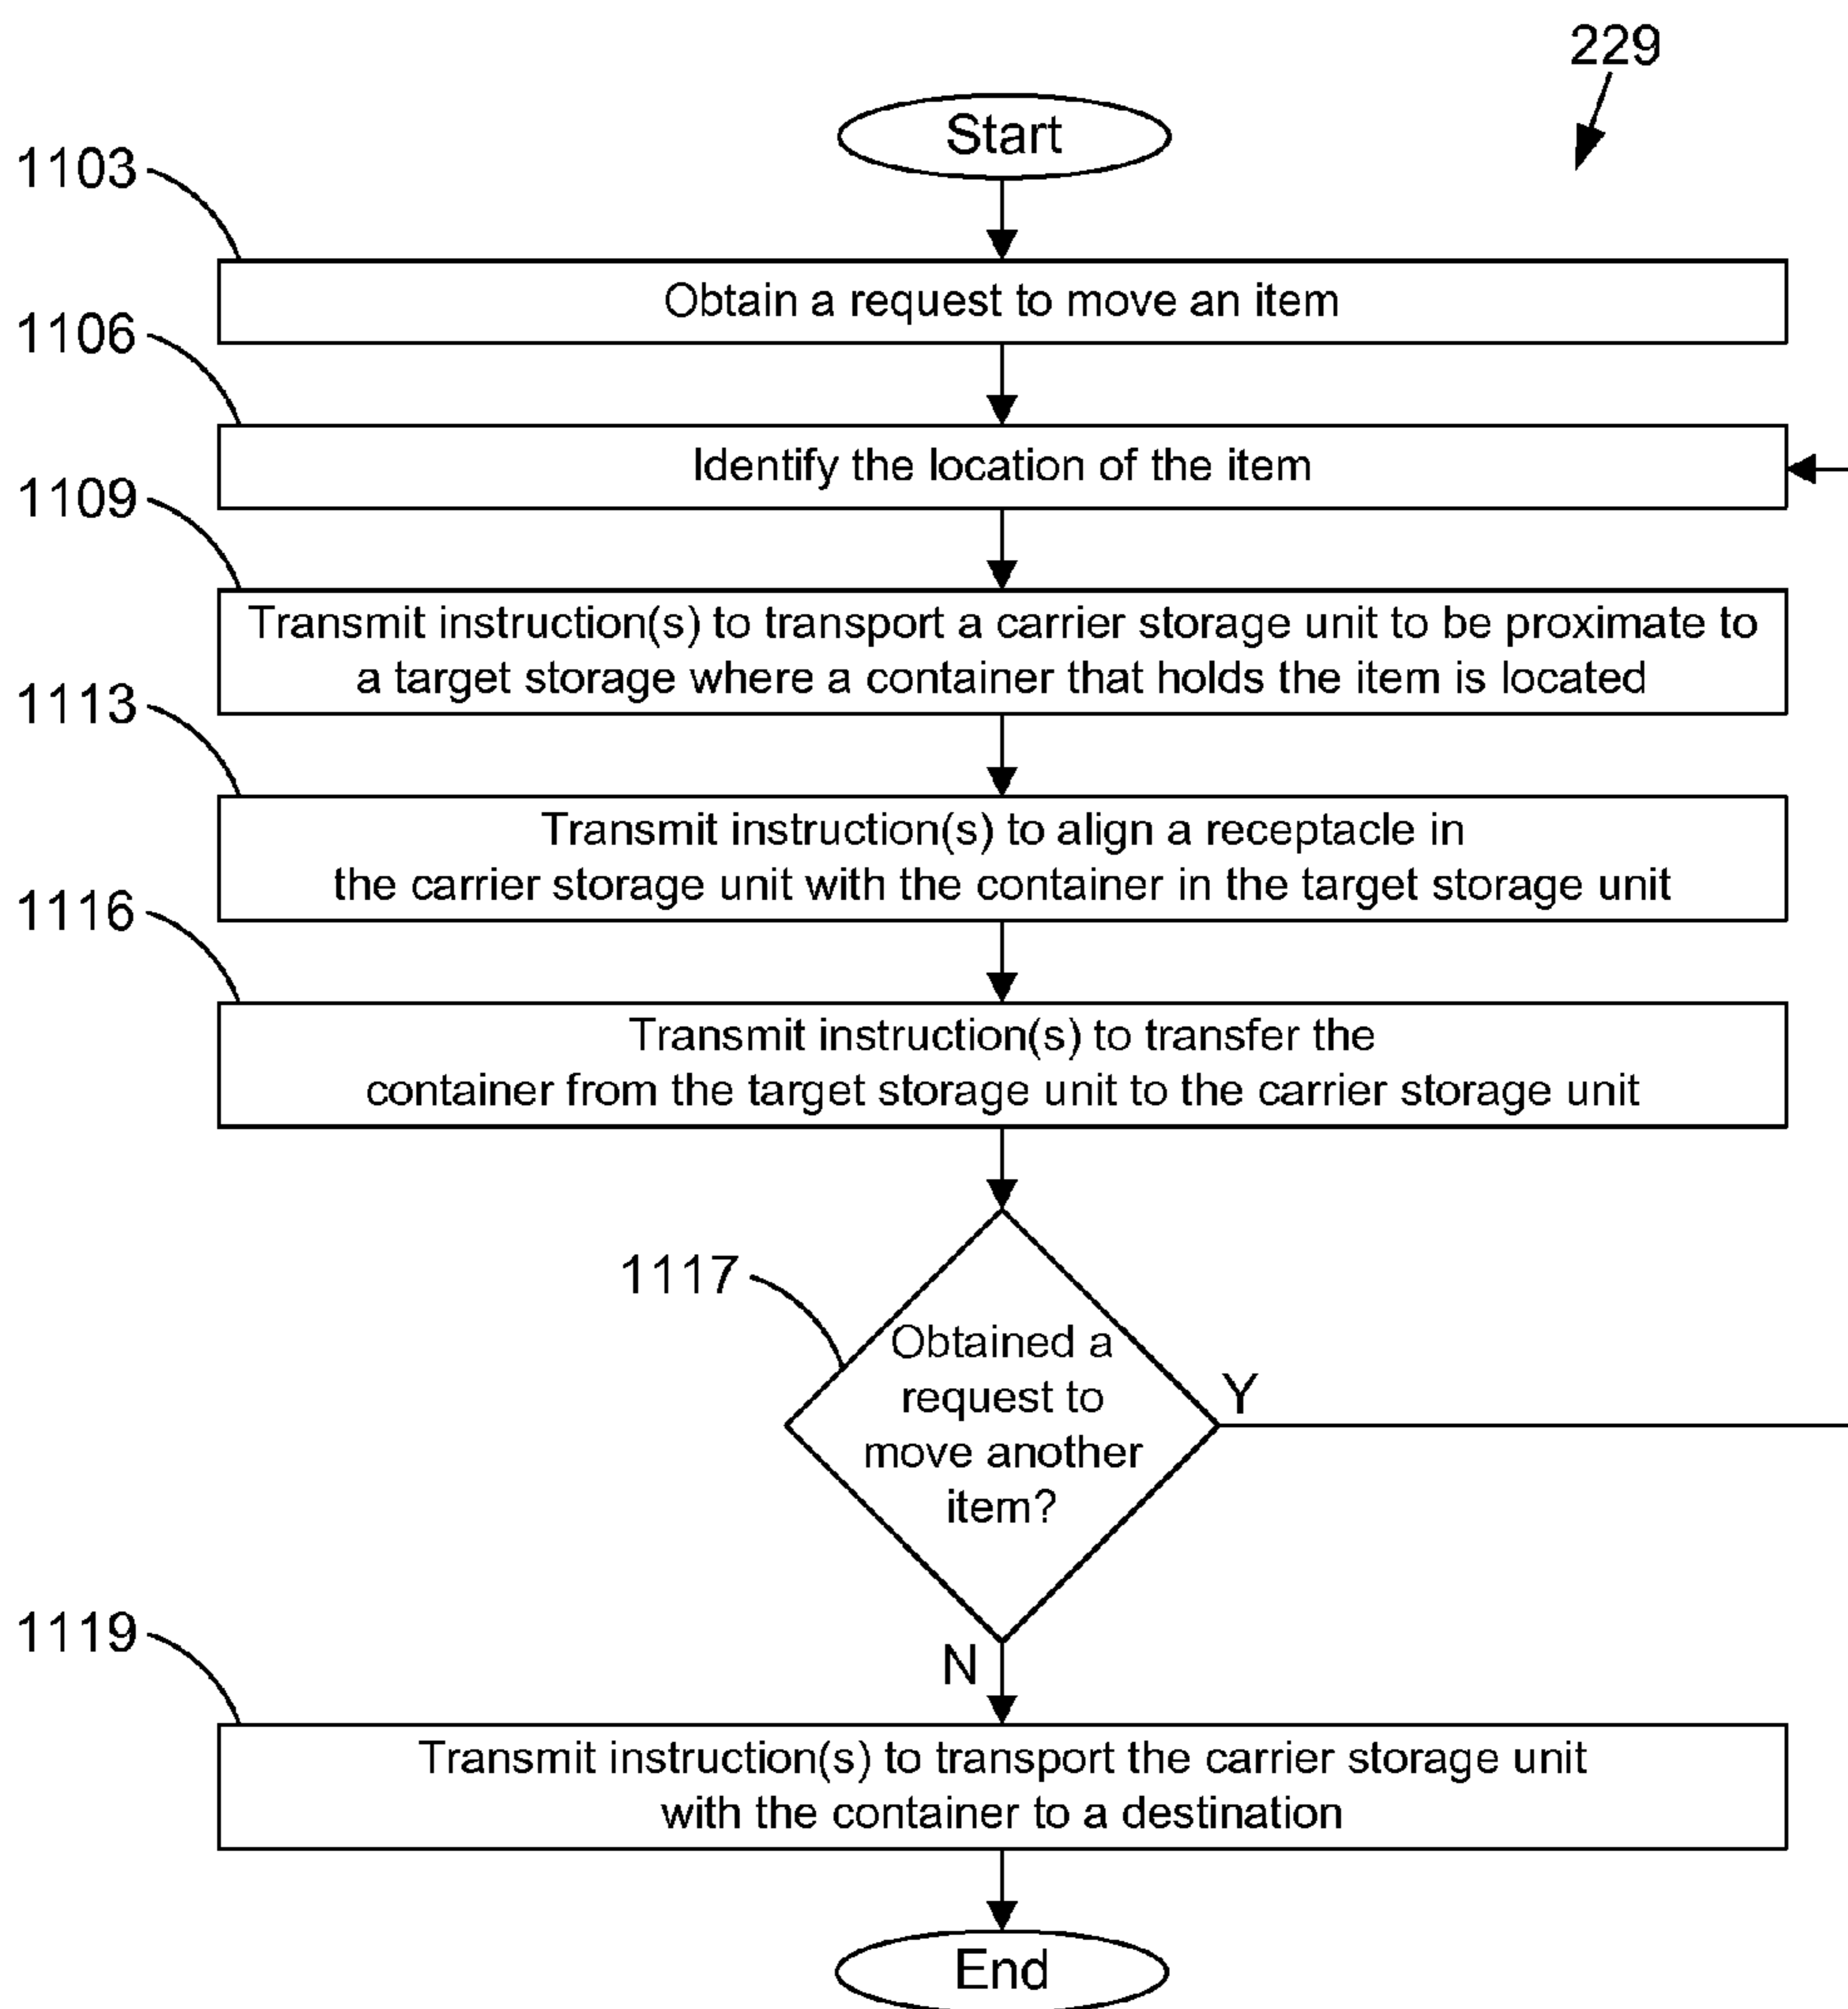 229
Start
1103
Obtain a request to move an item
1106
Identify the location of the item
1109
Transmit instruction(s) to transport a carrier storage unit to be proximate to
a target storage where a container that holds the item is located
1113
Transmit instruction(s) to align a receptacle in
the carrier storage unit with the container in the target storage unit
1116
Transmit instruction(s) to transfer the
container from the target storage unit to the carrier storage unit
1117
Obtained a
request to
move another
item?
Y
N
1119
Transmit instruction(s) to transport the carrier storage unit
with the container to a destination
End